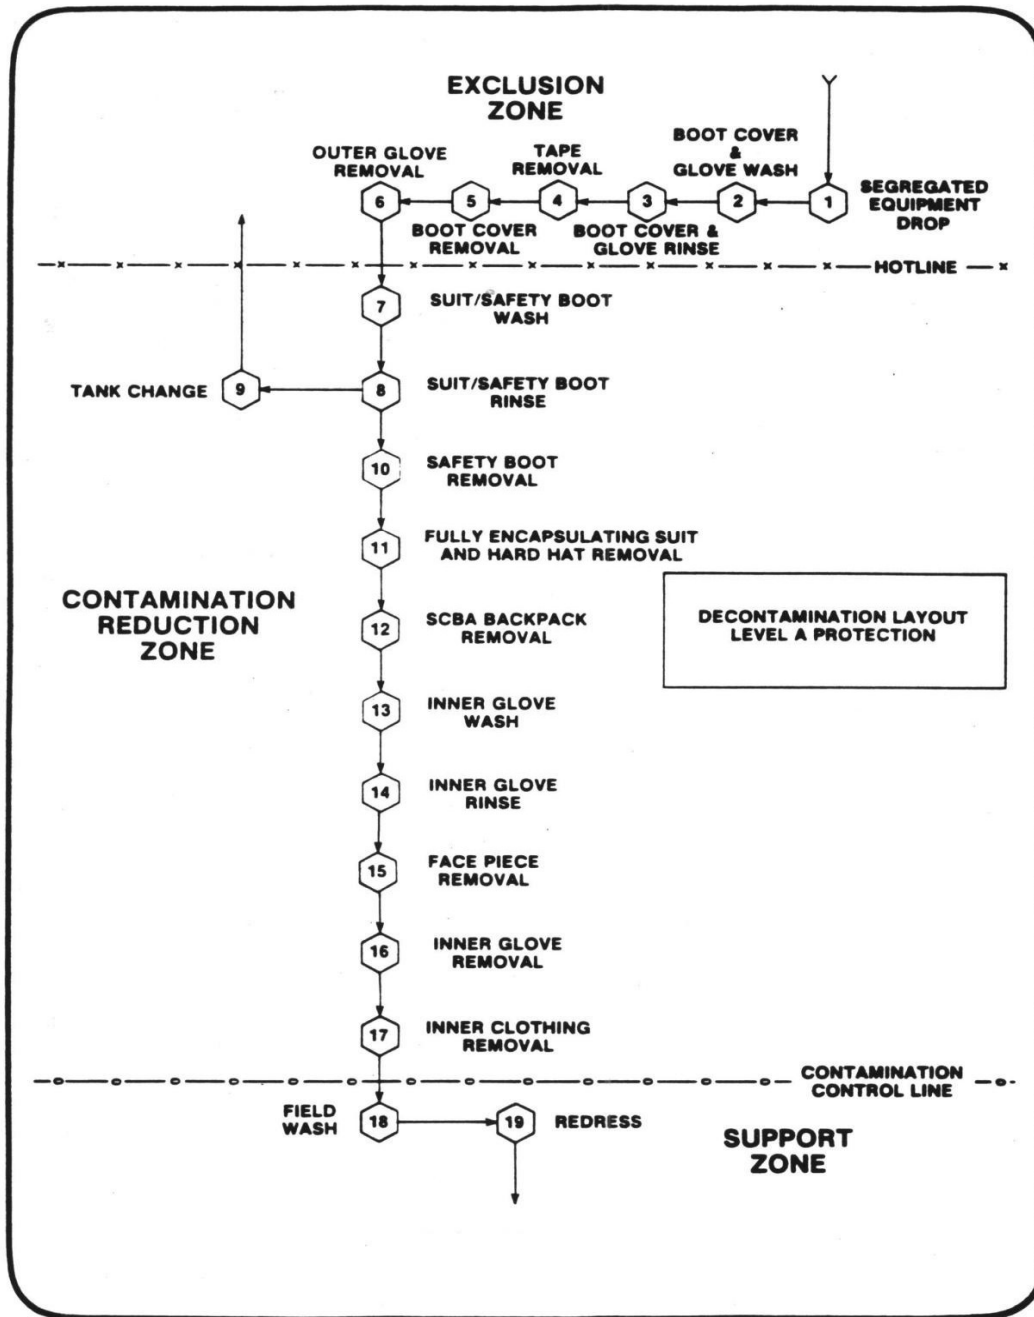 EXCLUSION
ZONE
OUTER GLOVE
REMOVAL
TAPE
REMOVAL
BOOT COVER
&
GLOVE WASH
6
5
4
3
2
1
SEGREGATED
EQUIPMENT
DROP
BOOT COVER
REMOVAL
BOOT COVER &
GLOVE RINSE
HOTLINE
7
SUIT/SAFETY BOOT
WASH
TANK CHANGE
9
8
SUIT/SAFETY BOOT
RINSE
10
SAFETY BOOT
REMOVAL
11
FULLY ENCAPSULATING SUIT
AND HARD HAT REMOVAL
CONTAMINATION
REDUCTION
ZONE
12
SCBA BACKPACK
REMOVAL
DECONTAMINATION LAYOUT
LEVEL A PROTECTION
13
INNER GLOVE
WASH
14
INNER GLOVE
RINSE
15
FACE PIECE
REMOVAL
16
INNER GLOVE
REMOVAL
17
INNER CLOTHING
REMOVAL
CONTAMINATION
CONTROL LINE
FIELD
WASH
18
19
REDRESS
SUPPORT
ZONE